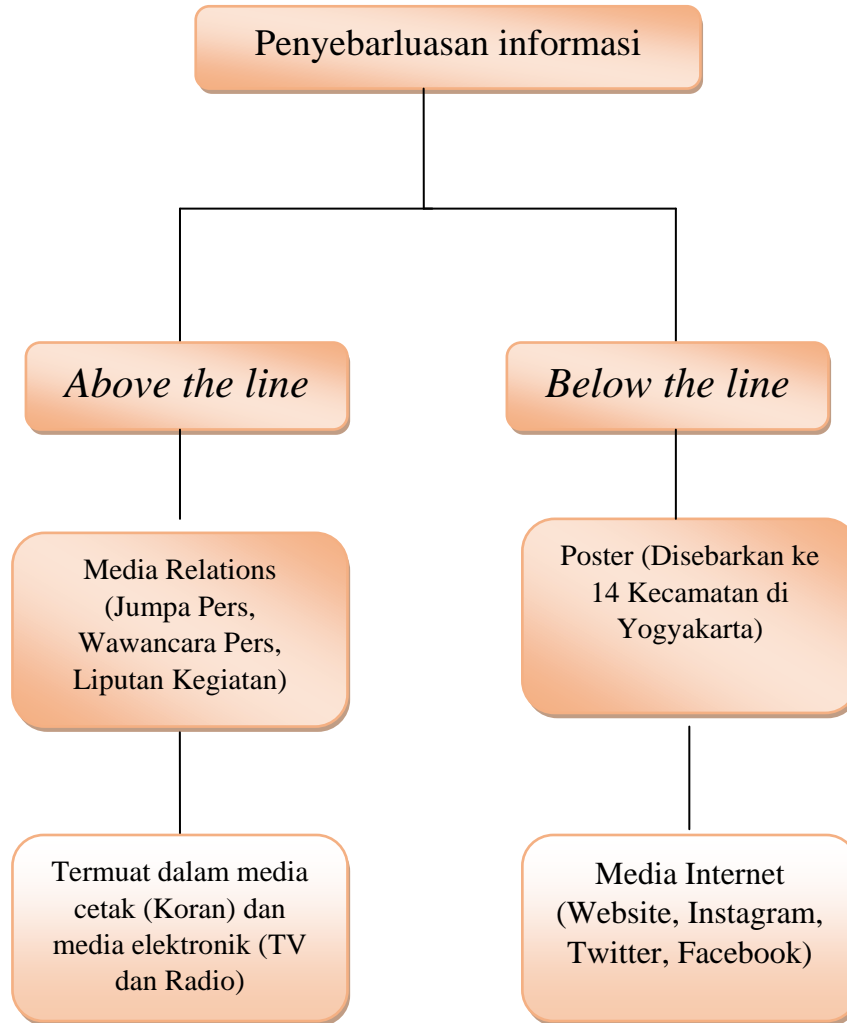 Penyebarluasan informasi
Above the line
Below the line
Media Relations
(Jumpa Pers,
Wawancara Pers,
Liputan Kegiatan)
Poster (Disebarkan ke
14 Kecamatan di
Yogyakarta)
Termuat dalam media
cetak (Koran) dan
media elektronik (TV
dan Radio)
Media Internet
(Website, Instagram,
Twitter, Facebook)